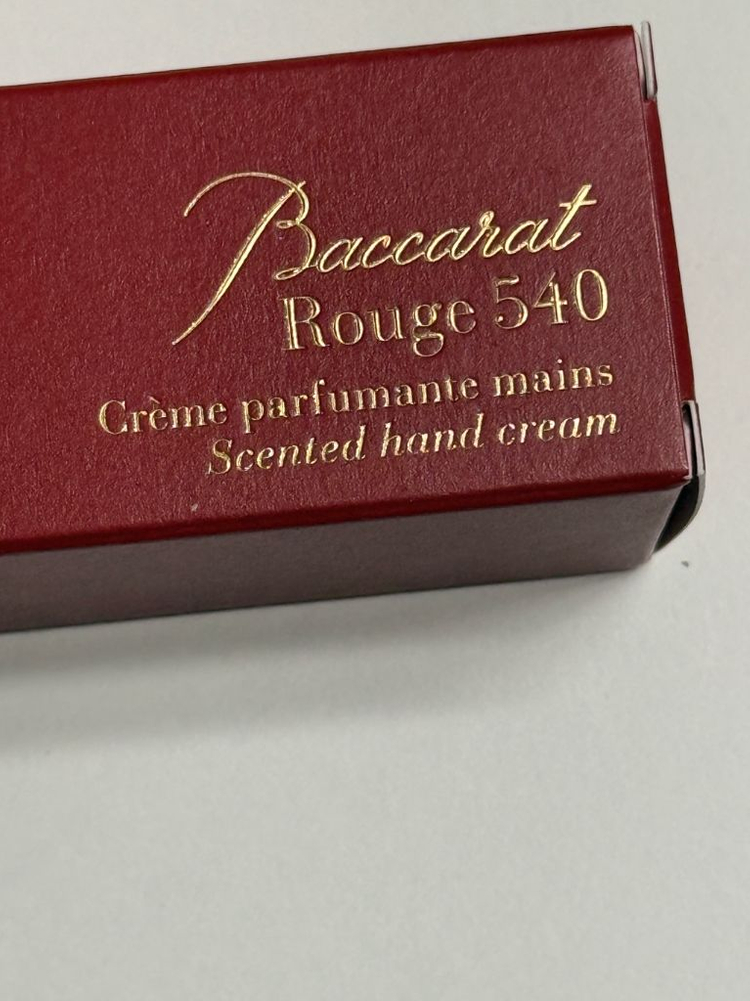 Baccarat
Rouge 540
Crème parfumante mains
Scented hand cream